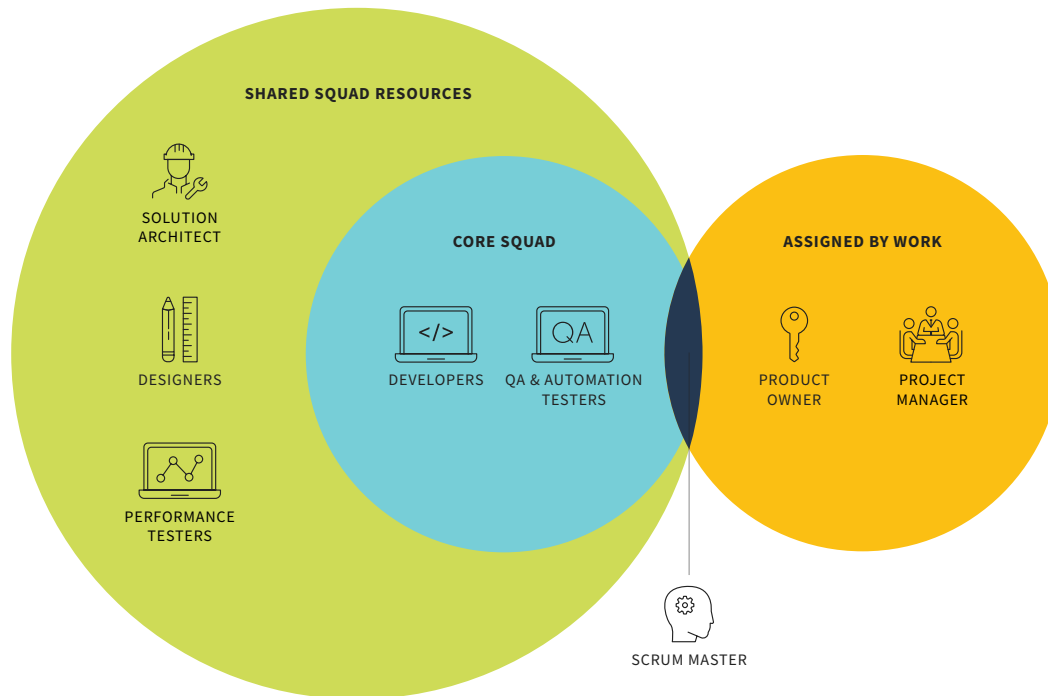 SHARED SQUAD RESOURCES
SOLUTION
ARCHITECT
DESIGNERS
PERFORMANCE
TESTERS
CORE SQUAD
</>
DEVELOPERS
QA
QA & AUTOMATION
TESTERS
ASSIGNED BY WORK
PRODUCT
OWNER
PROJECT
MANAGER
SCRUM MASTER